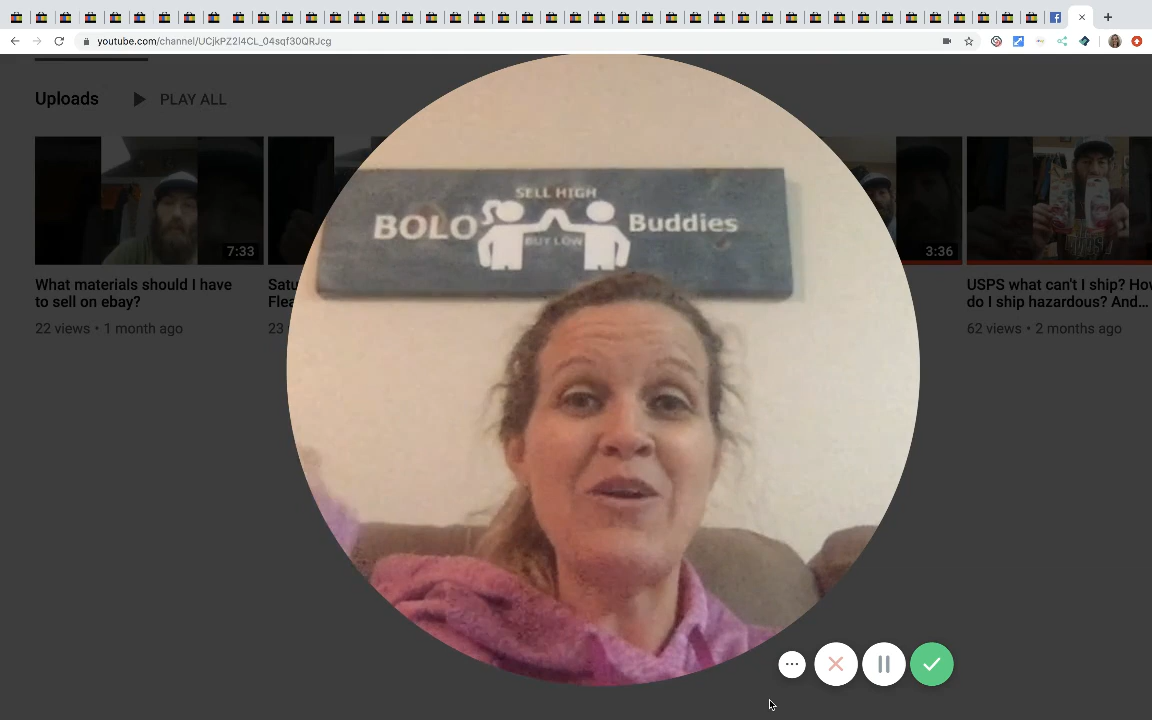 youtube.com/channel/UCjkPZ2l4CL_04sqf30QRJcg
Uploads
PLAY ALL
SELL HIGH
BOLO Buddies
BUY LOW
7:33
3:36
What materials should I have
to sell on ebay?
22 views • 1 month ago
Satu
Flea
23
USPS what can't I ship? How
do I ship hazardous? And...
62 views • 2 months ago